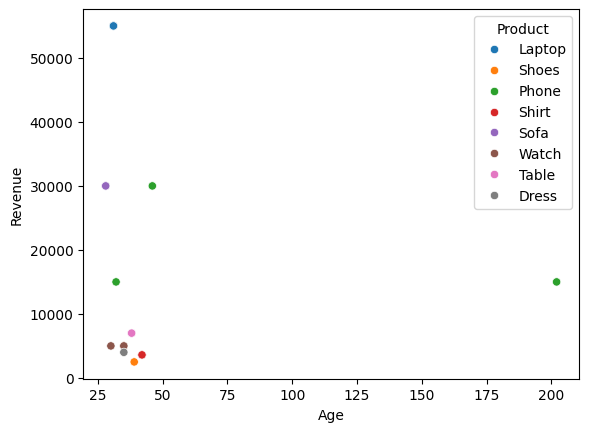 Product
Laptop
Shoes
Phone
Shirt
Sofa
Watch
Table
Dress
50000
40000
30000
20000
10000
0
Revenue
25 50 75 100 125 150 175 200
Age